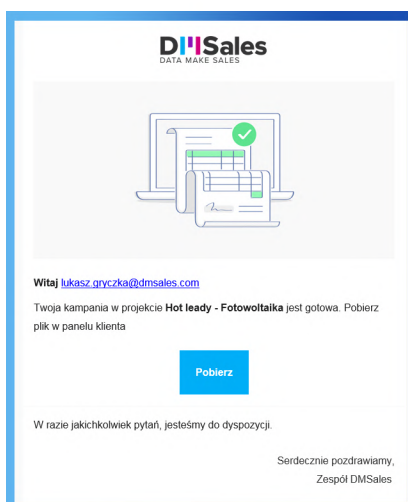 DMSales
DATA MAKE SALES
Witaj lukasz.gryczka@dmsales.com
Twoja kampania w projekcie Hot leady - Fotowoltaika jest gotowa. Pobierz
plik w panelu klienta
Pobierz
W razie jakichkolwiek pytań, jesteśmy do dyspozycji.
Serdecznie pozdrawiamy,
Zespół DMSales